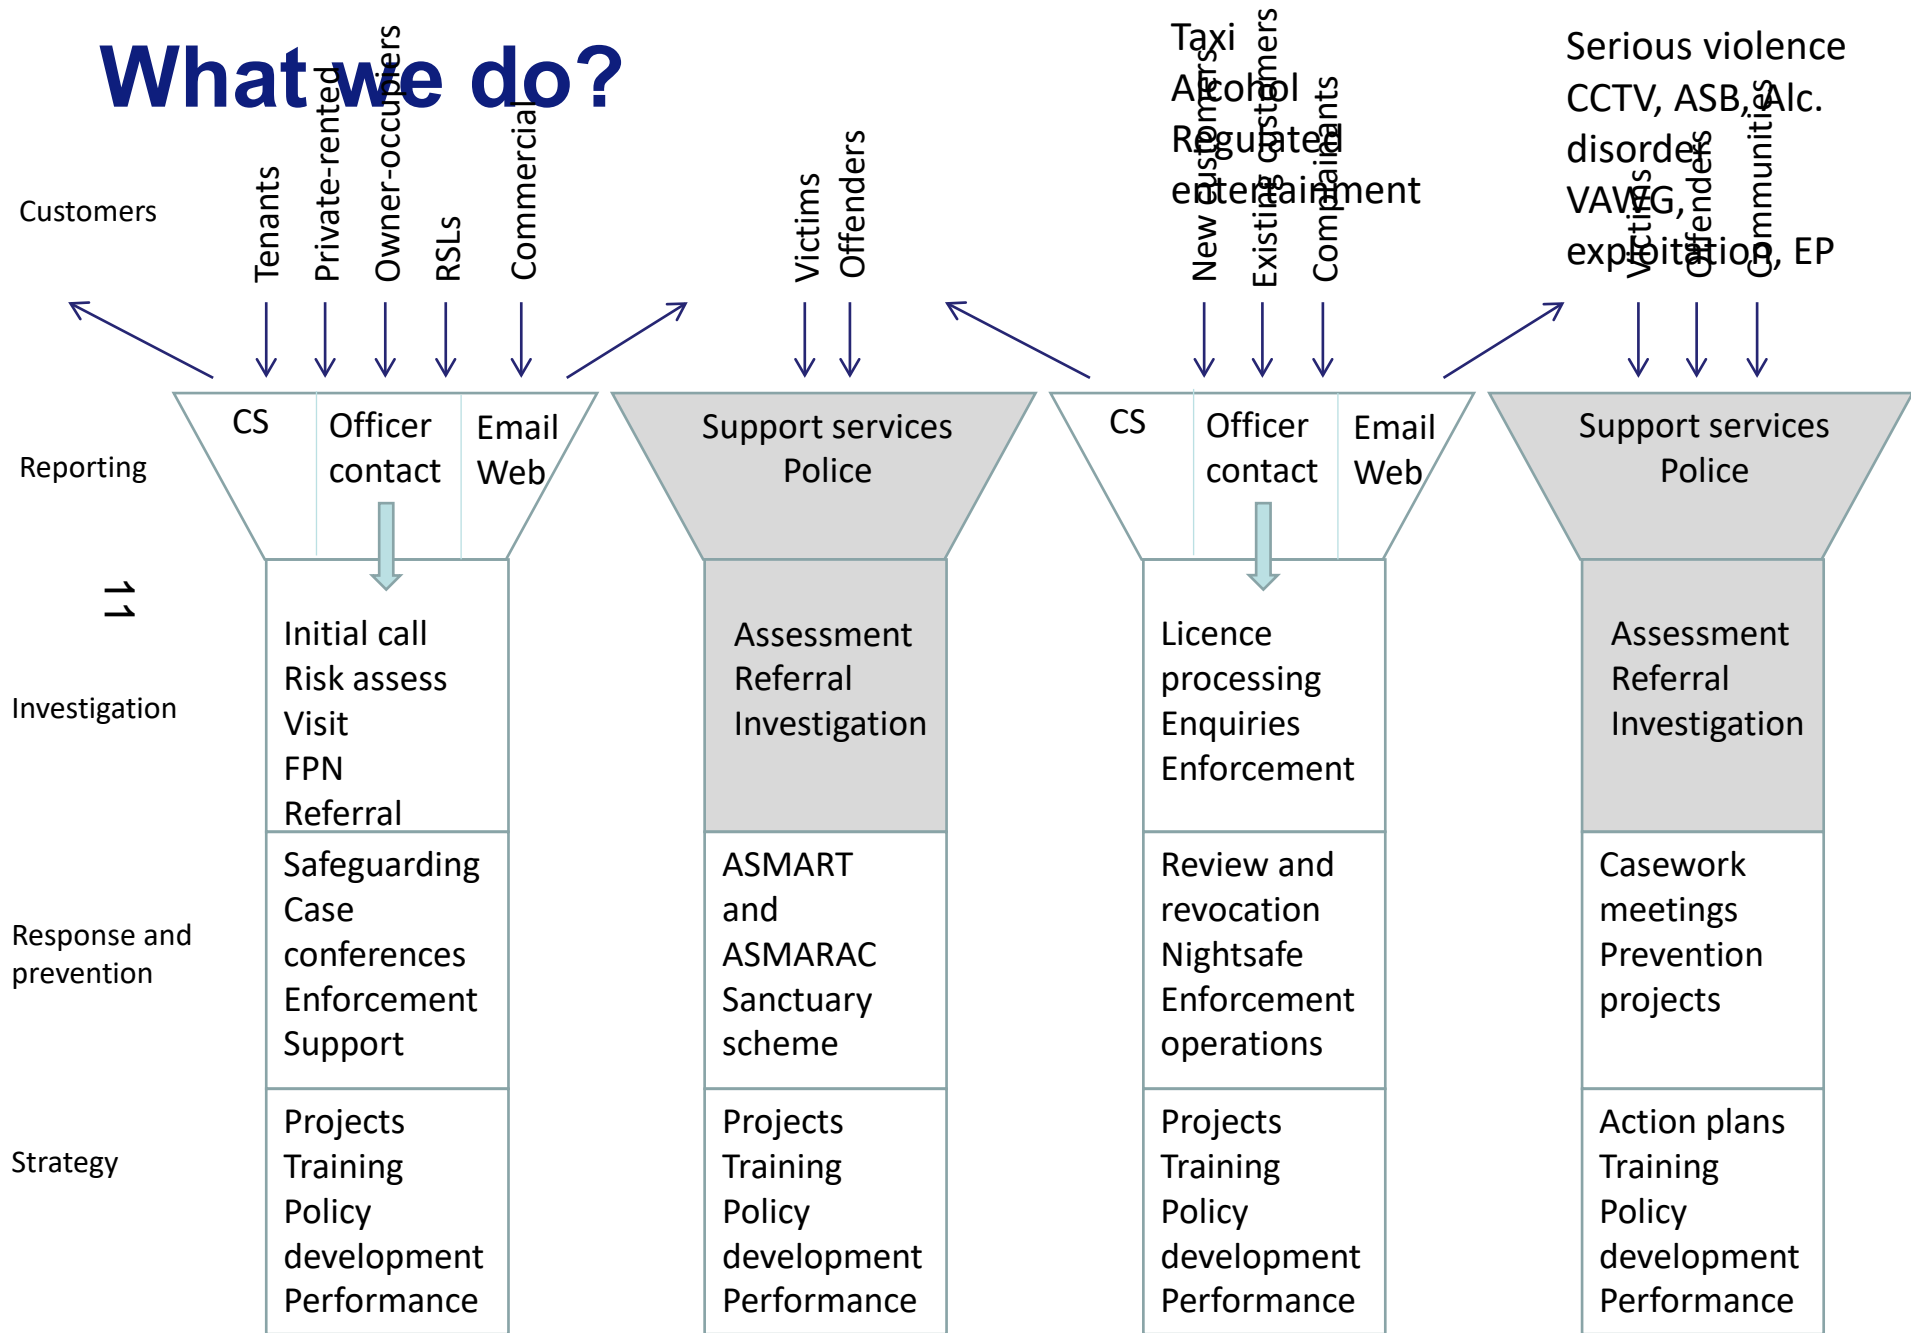 What we do?
Taxi
Alcohol
Regulated
entertainment
Serious violence
CCTV, ASB, Alc.
disorder
VAWG,
exploitation, EP
Customers
Tenants
Private-rented
Owner-occupiers
RSLs
Commercial
Victims
Offenders
New customers
Existing customers
Complainants
Victims
Offenders
Communities
Reporting
CS
Officer
contact
Email
Web
Support services
Police
CS
Officer
contact
Email
Web
Support services
Police
11
Investigation
Initial call
Risk assess
Visit
FPN
Referral
Assessment
Referral
Investigation
Licence
processing
Enquiries
Enforcement
Assessment
Referral
Investigation
Response and
prevention
Safeguarding
Case
conferences
Enforcement
Support
ASMART
and
ASMARAC
Sanctuary
scheme
Review and
revocation
Nightsafe
Enforcement
operations
Casework
meetings
Prevention
projects
Strategy
Projects
Training
Policy
development
Performance
Projects
Training
Policy
development
Performance
Projects
Training
Policy
development
Performance
Action plans
Training
Policy
development
Performance